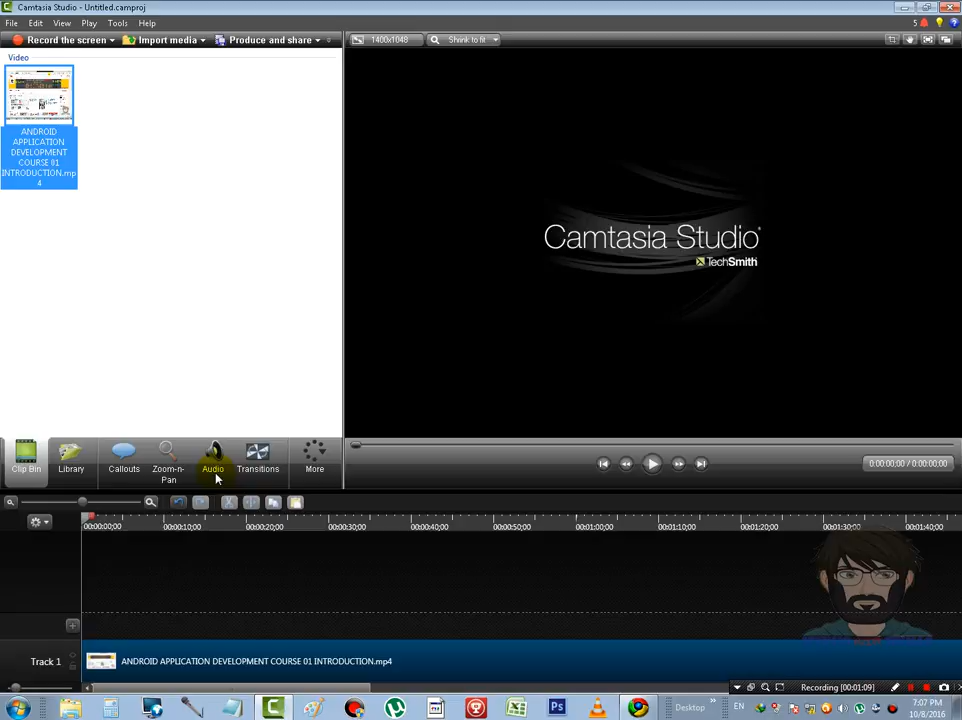 Camtasia Studio - Untitled.camproj
File Edit View Play Tools Help
5
Record the screen Import media Produce and share
1400x1048 Shrink to fit
Video
ANDROID
APPLICATION
DEVELOPMENT
COURSE 01
INTRODUCTION.mp
4
Camtasia Studio
TechSmith
Clip Bin Library Callouts Zoom-n-
Pan Audio Transitions More
0:00:00;00 / 0:00:00;00
00:00:00;00 00:00:10;00 00:00:20;00 00:00:30;00 00:00:40;00 00:00:50;00 00:01:00;00 00:01:10;00 00:01:20;00 00:01:30;00 00:01:40;00
Track 1 ANDROID APPLICATION DEVELOPMENT COURSE 01 INTRODUCTION.mp4
Recording [00:01:09]
Ps
Desktop
EN
7:07 PM
10/8/2016